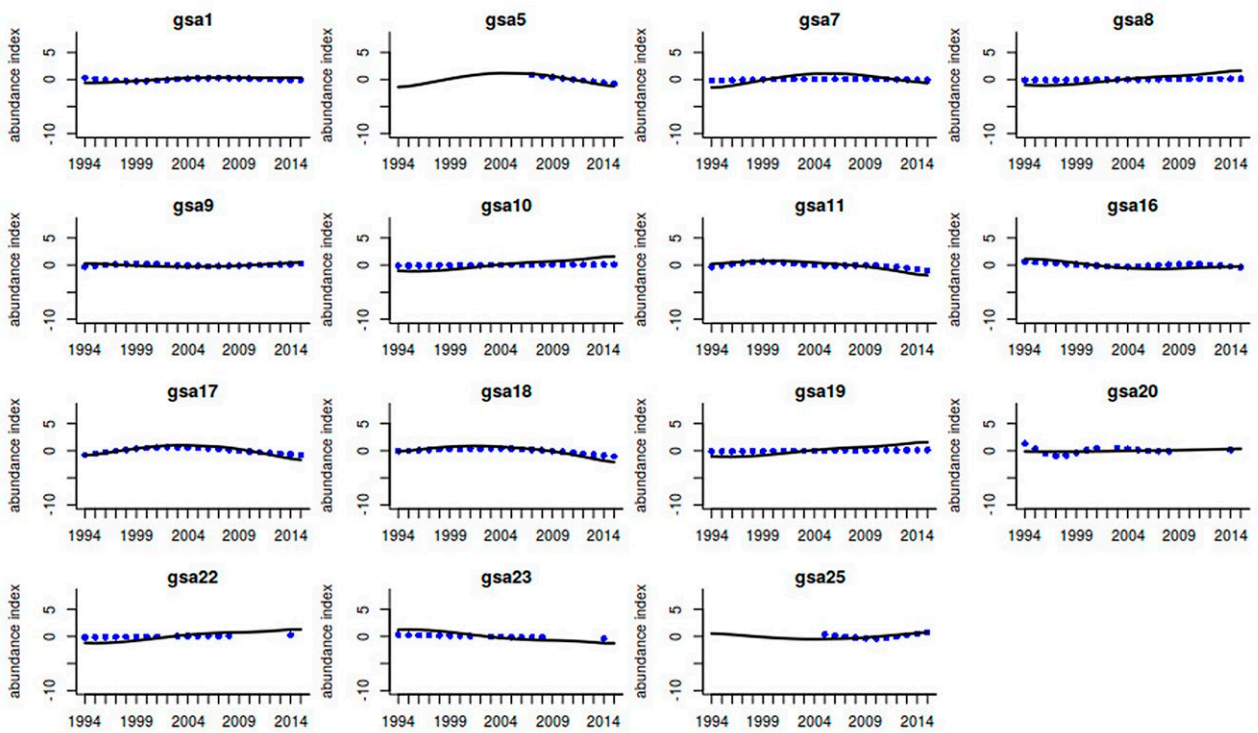 gsa1 gsa5 gsa7 gsa8
abundance index abundance index abundance index abundance index
5 5 5 5
0 0 0 0
-10 -10 -10 -10
1994 1999 2004 2009 2014 1994 1999 2004 2009 2014 1994 1999 2004 2009 2014 1994 1999 2004 2009 2014
gsa9 gsa10 gsa11 gsa16
abundance index abundance index abundance index abundance index
5 5 5 5
0 0 0 0
-10 -10 -10 -10
1994 1999 2004 2009 2014 1994 1999 2004 2009 2014 1994 1999 2004 2009 2014 1994 1999 2004 2009 2014
gsa17 gsa18 gsa19 gsa20
abundance index abundance index abundance index abundance index
5 5 5 5
0 0 0 0
-10 -10 -10 -10
1994 1999 2004 2009 2014 1994 1999 2004 2009 2014 1994 1999 2004 2009 2014 1994 1999 2004 2009 2014
gsa22 gsa23 gsa25
abundance index abundance index abundance index
5 5 5
0 0 0
-10 -10 -10
1994 1999 2004 2009 2014 1994 1999 2004 2009 2014 1994 1999 2004 2009 2014